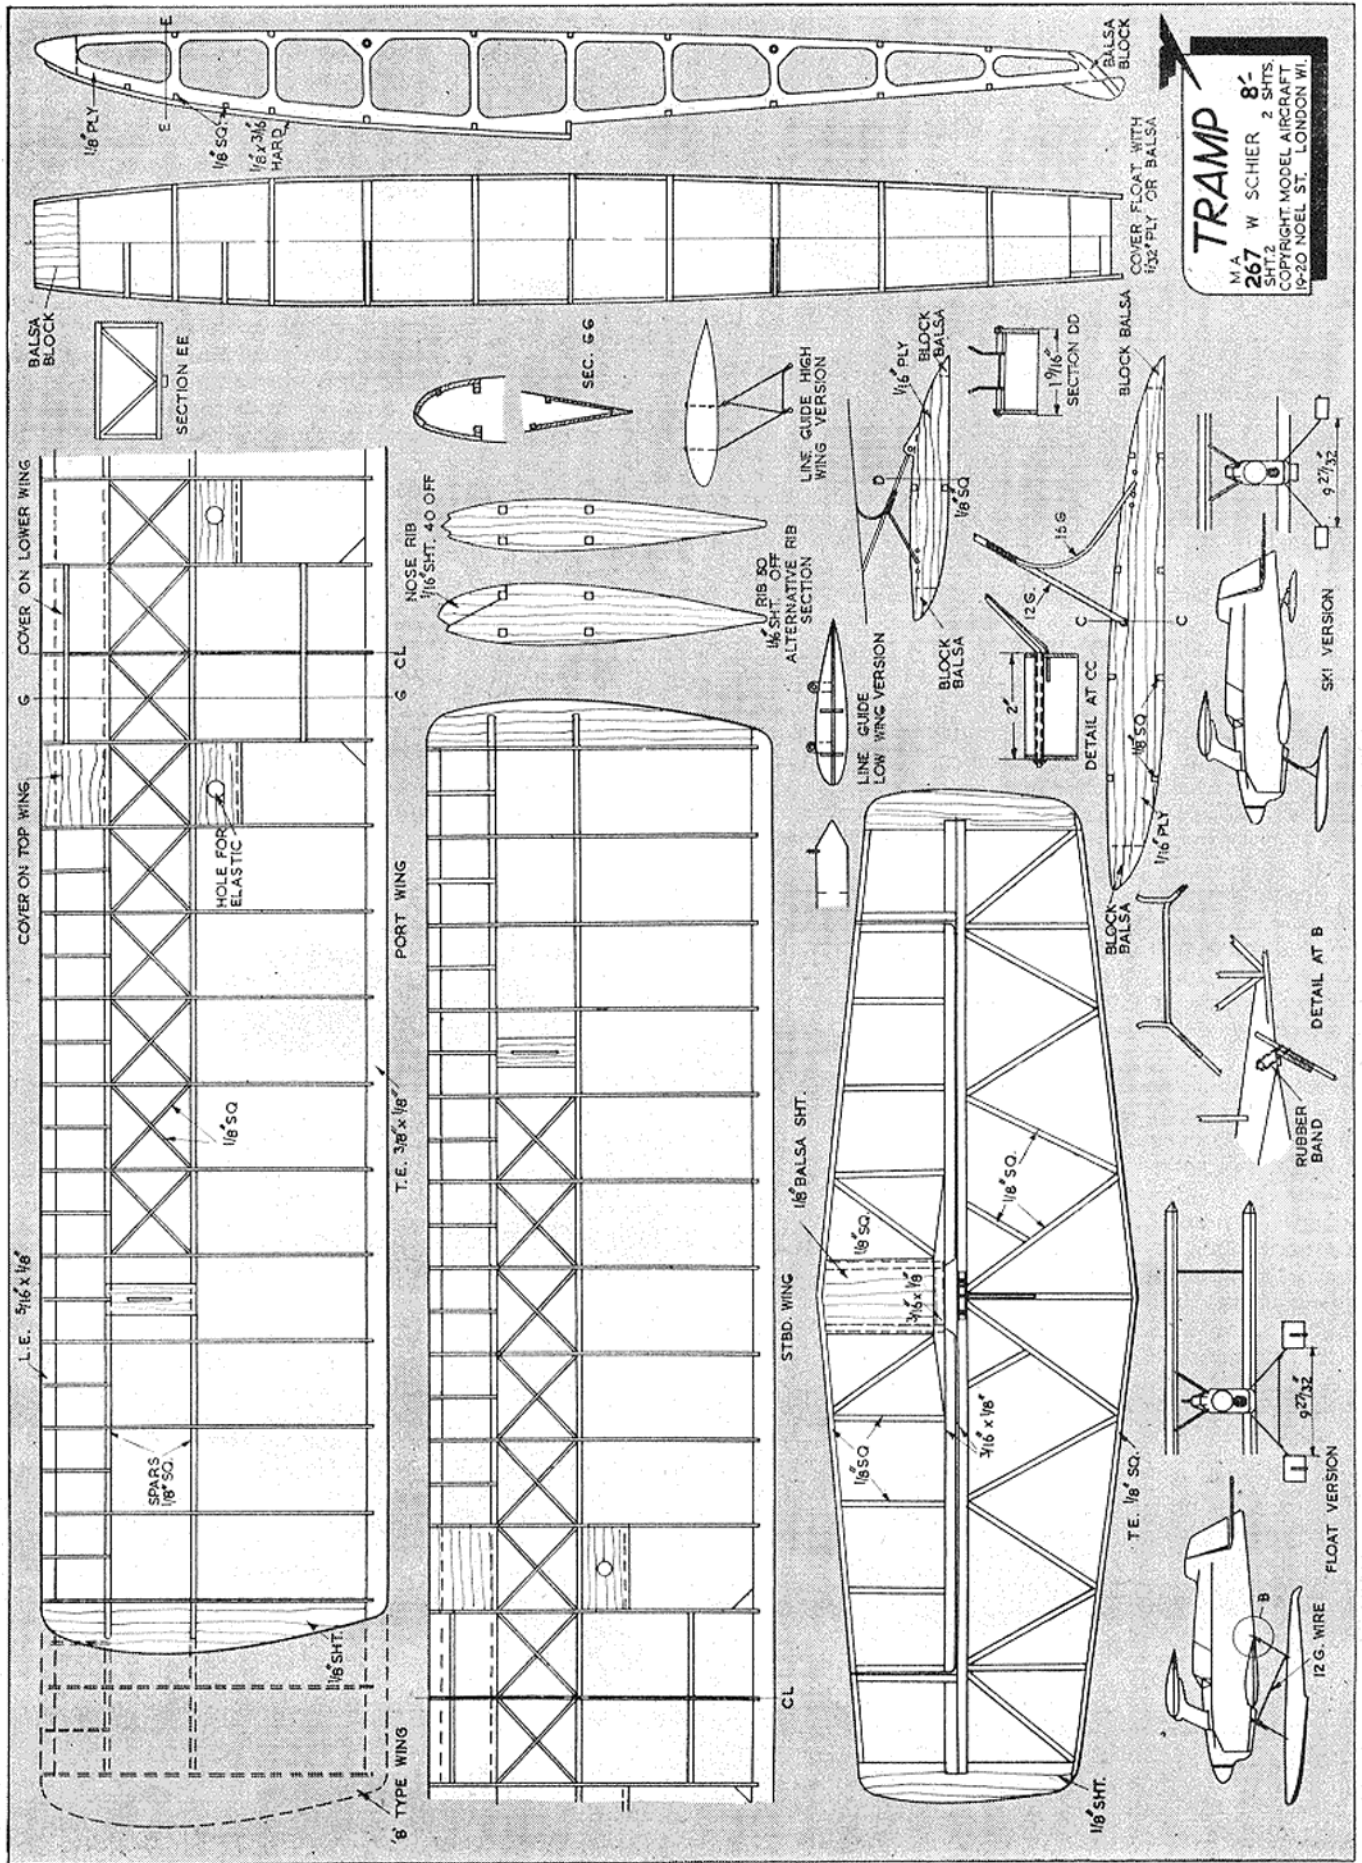 TRAMP
M A
267 W SCHIER 8'-
SHT.2 2 SHTS.
COPYRIGHT. MODEL AIRCRAFT
19-20 NOEL ST. LONDON W1.
BALSA
BLOCK
1/8" PLY
E
E
1/8 SQ.
1/8 x 3/16
HARD
COVER FLOAT WITH
1/32" PLY OR BALSA
BALSA
BLOCK
SECTION EE
SEC. GG
LINE GUIDE HIGH
WING VERSION
1/16" PLY
BLOCK
BALSA
1 9/16"
SECTION DD
BLOCK BALSA
COVER ON LOWER WING
G
G
CL
COVER ON TOP WING
HOLE FOR
ELASTIC
NOSE RIB
1/16" SHT. 40 OFF
RIB 50
1/16 SHT. OFF
ALTERNATIVE RIB
SECTION
D
1/8" SQ
BLOCK
BALSA
LINE GUIDE
LOW WING VERSION
12 G.
16 G
C
C
2"
DETAIL AT CC
1/8" SQ
1/16" PLY
BLOCK
BALSA
9 27/32"
SKI VERSION
PORT WING
L.E. 5/16" x 1/8"
T.E. 3/8" x 1/8"
1/8" SQ
SPARS
1/8" SQ.
1/8" SHT.
'B' TYPE WING
STBD. WING
CL
1/8" BALSA SHT.
1/8" SQ.
3/16 x 1/8"
1/8" SQ.
1/8" SQ
3/16" x 1/8"
T E. 1/8" SQ.
1/8" SHT.
DETAIL AT B
RUBBER
BAND
9 27/32"
FLOAT VERSION
B
12 G. WIRE